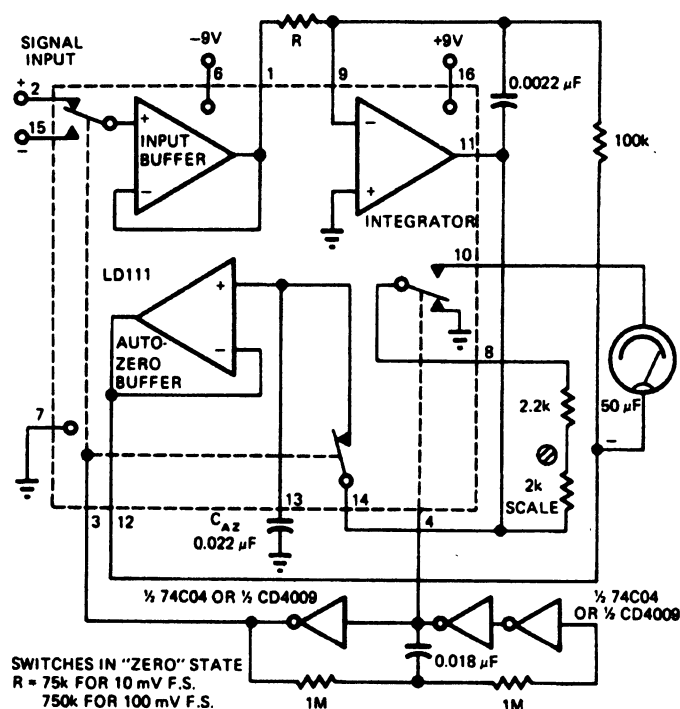 SIGNAL
INPUT
−9V
R
+9V
+
2
6
1
9
16
0.0022 µF
15
−
+
INPUT
BUFFER
−
−
+
11
100k
INTEGRATOR
LD111
10
+
AUTO-
ZERO
BUFFER
−
8
50 µF
−
7
2.2k
2k
SCALE
3
12
13
14
4
C AZ
0.022 µF
½ 74C04 OR ½ CD4009
½ 74C04
OR ½ CD4009
0.018 µF
SWITCHES IN "ZERO" STATE
R = 75k FOR 10 mV F.S.
750k FOR 100 mV F.S.
1M
1M